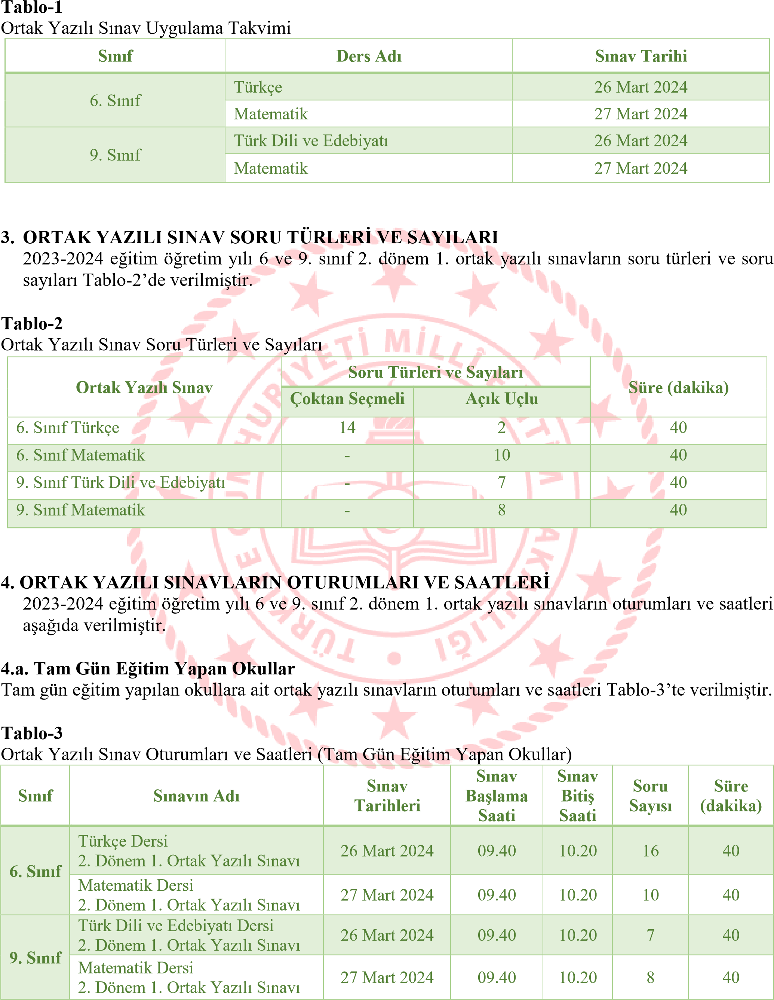 Tablo-1
Ortak Yazılı Sınav Uygulama Takvimi
Sınıf Ders Adı Sınav Tarihi
6. Sınıf
Türkçe 26 Mart 2024
Matematik 27 Mart 2024
9. Sınıf
Türk Dili ve Edebiyatı 26 Mart 2024
Matematik 27 Mart 2024
3. ORTAK YAZILI SINAV SORU TÜRLERİ VE SAYILARI
2023-2024 eğitim öğretim yılı 6 ve 9. sınıf 2. dönem 1. ortak yazılı sınavların soru türleri ve soru
sayıları Tablo-2’de verilmiştir.
Tablo-2
Ortak Yazılı Sınav Soru Türleri ve Sayıları
Ortak Yazılı Sınav
Soru Türleri ve Sayıları
Süre (dakika)
Çoktan Seçmeli Açık Uçlu
6. Sınıf Türkçe 14 2 40
6. Sınıf Matematik - 10 40
9. Sınıf Türk Dili ve Edebiyatı - 7 40
9. Sınıf Matematik - 8 40
4. ORTAK YAZILI SINAVLARIN OTURUMLARI VE SAATLERİ
2023-2024 eğitim öğretim yılı 6 ve 9. sınıf 2. dönem 1. ortak yazılı sınavların oturumları ve saatleri
aşağıda verilmiştir.
4.a. Tam Gün Eğitim Yapan Okullar
Tam gün eğitim yapılan okullara ait ortak yazılı sınavların oturumları ve saatleri Tablo-3’te verilmiştir.
Tablo-3
Ortak Yazılı Sınav Oturumları ve Saatleri (Tam Gün Eğitim Yapan Okullar)
Sınıf
Sınavın Adı
Sınav
Tarihleri
Sınav
Başlama
Saati
Sınav
Bitiş
Saati
Soru
Sayısı
Süre
(dakika)
6. Sınıf
Türkçe Dersi
2. Dönem 1. Ortak Yazılı Sınavı
26 Mart 2024 09.40 10.20 16 40
Matematik Dersi
2. Dönem 1. Ortak Yazılı Sınavı
27 Mart 2024 09.40 10.20 10 40
9. Sınıf
Türk Dili ve Edebiyatı Dersi
2. Dönem 1. Ortak Yazılı Sınavı
26 Mart 2024 09.40 10.20 7 40
Matematik Dersi
2. Dönem 1. Ortak Yazılı Sınavı
27 Mart 2024 09.40 10.20 8 40